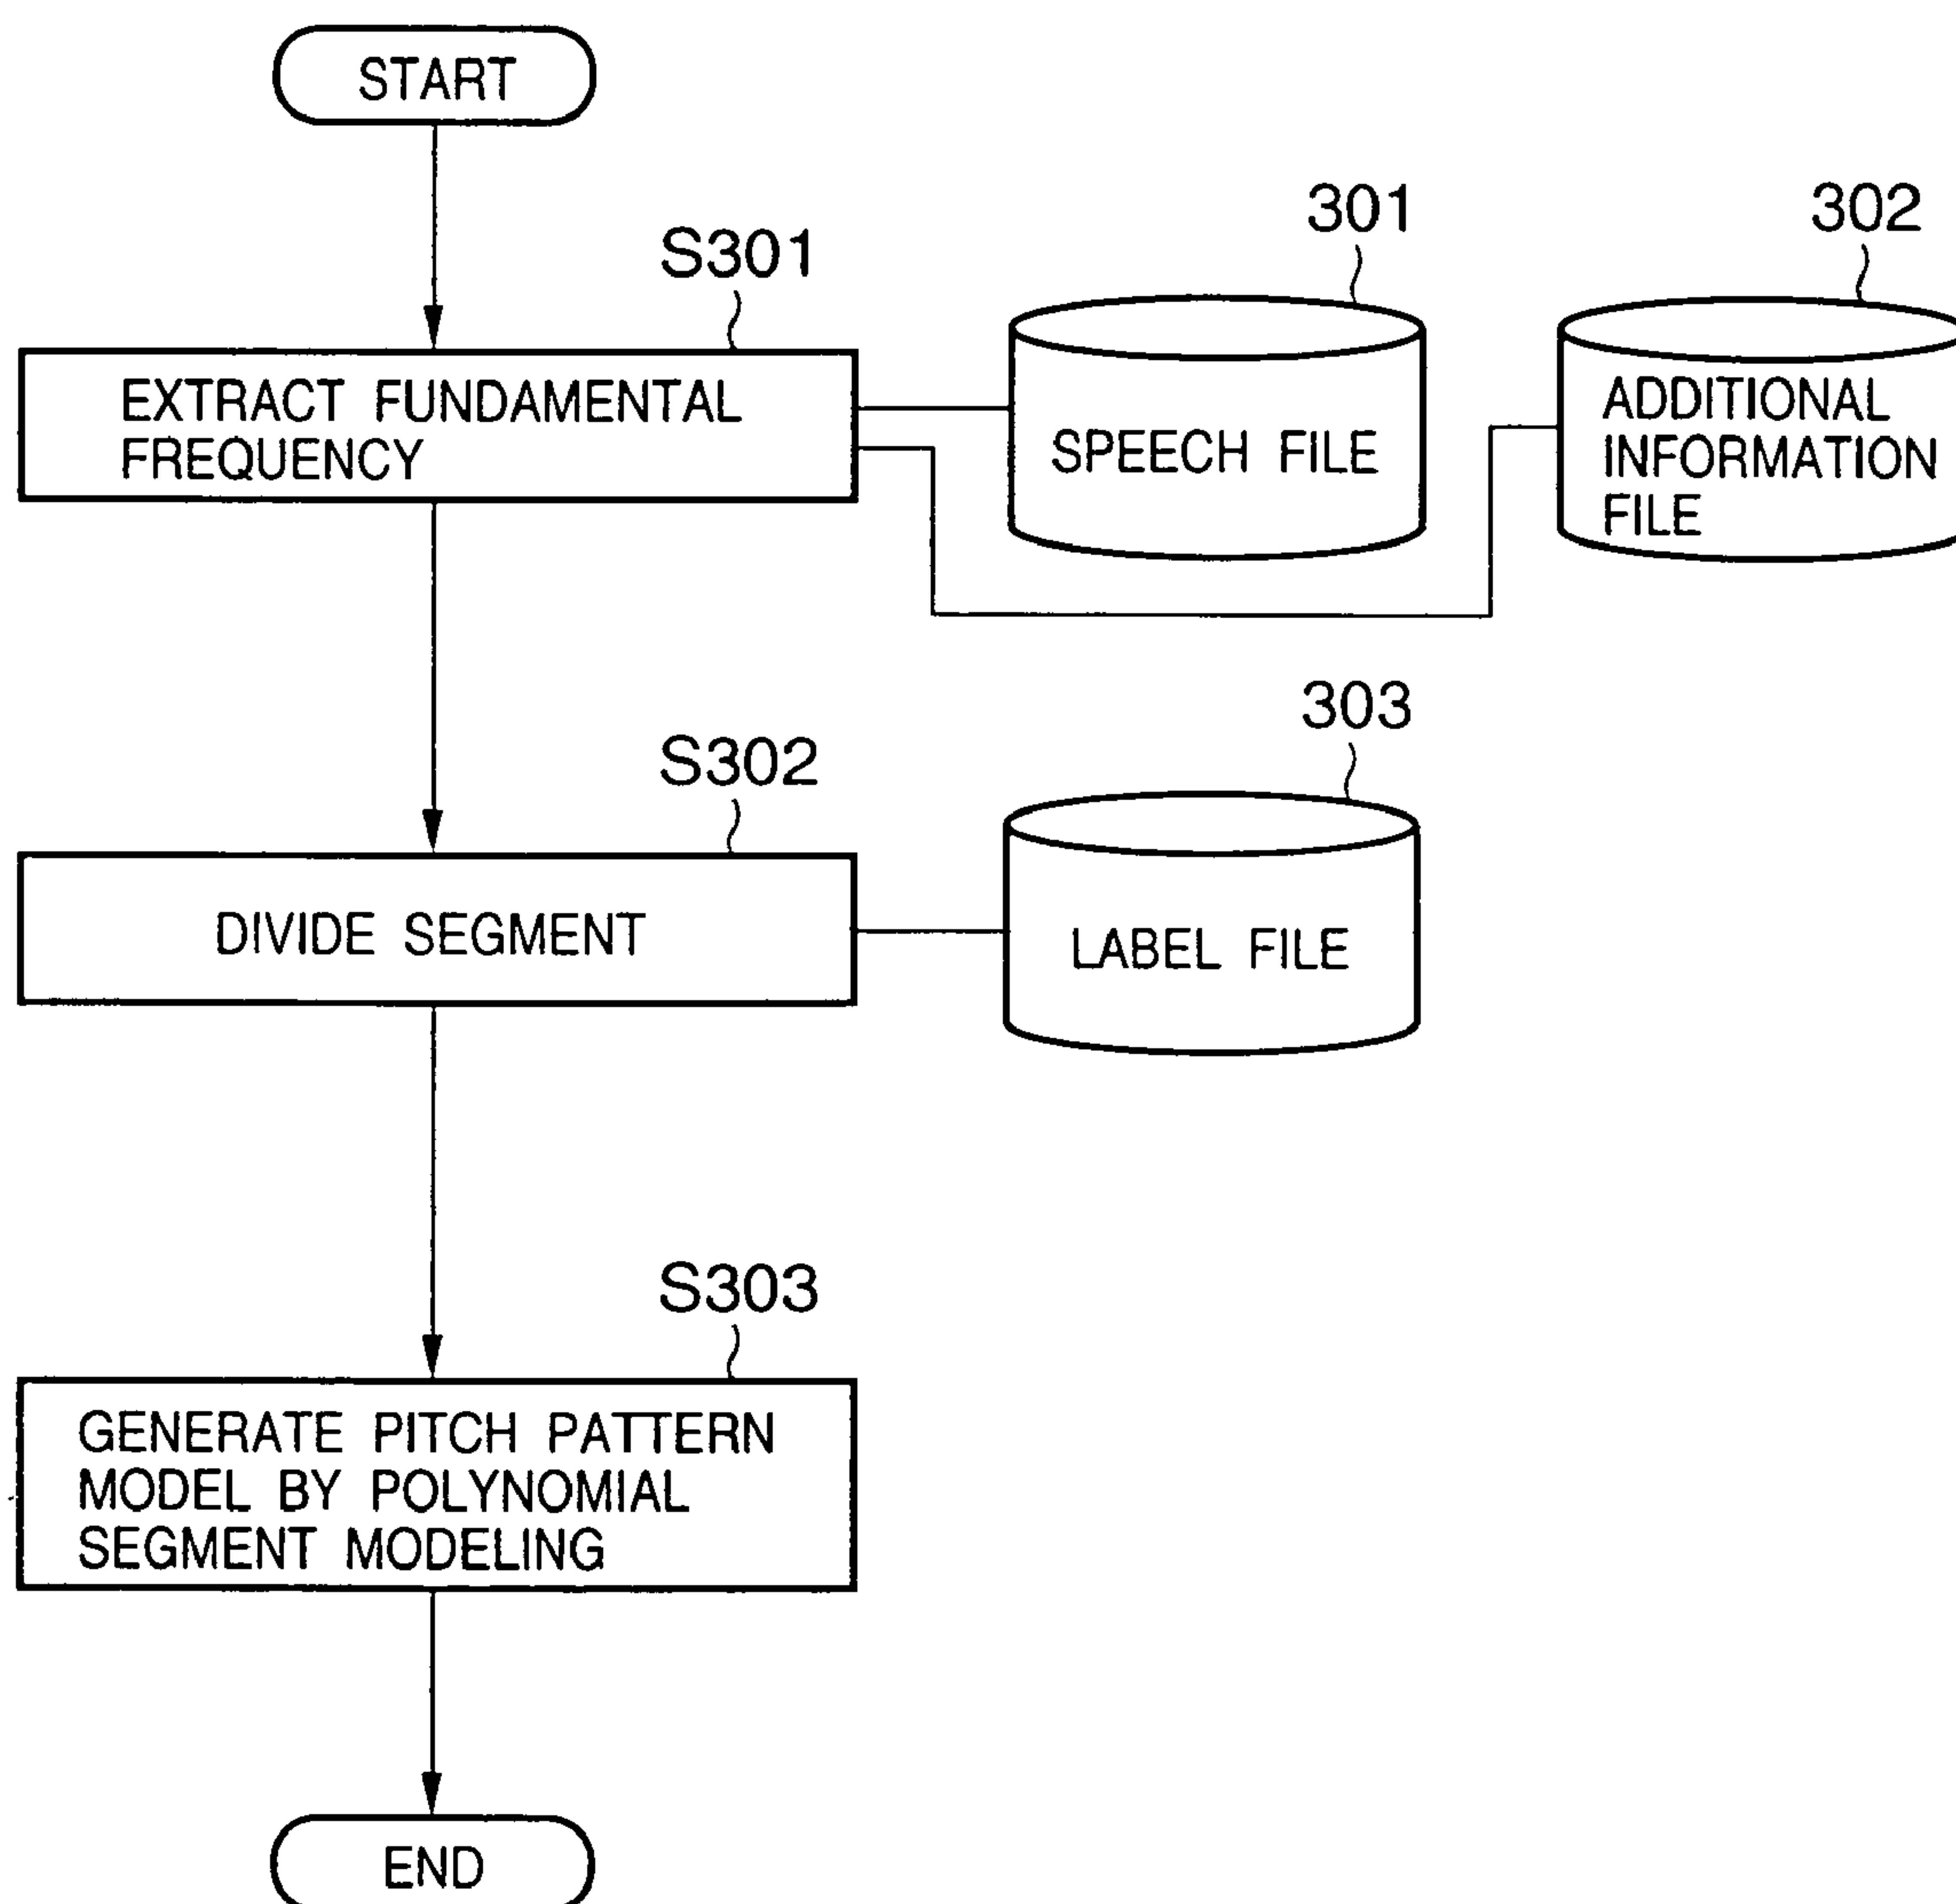 START
S301
301
302
EXTRACT FUNDAMENTAL
FREQUENCY
SPEECH FILE
ADDITIONAL
INFORMATION
FILE
S302
303
DIVIDE SEGMENT
LABEL FILE
S303
GENERATE PITCH PATTERN
MODEL BY POLYNOMIAL
SEGMENT MODELING
END